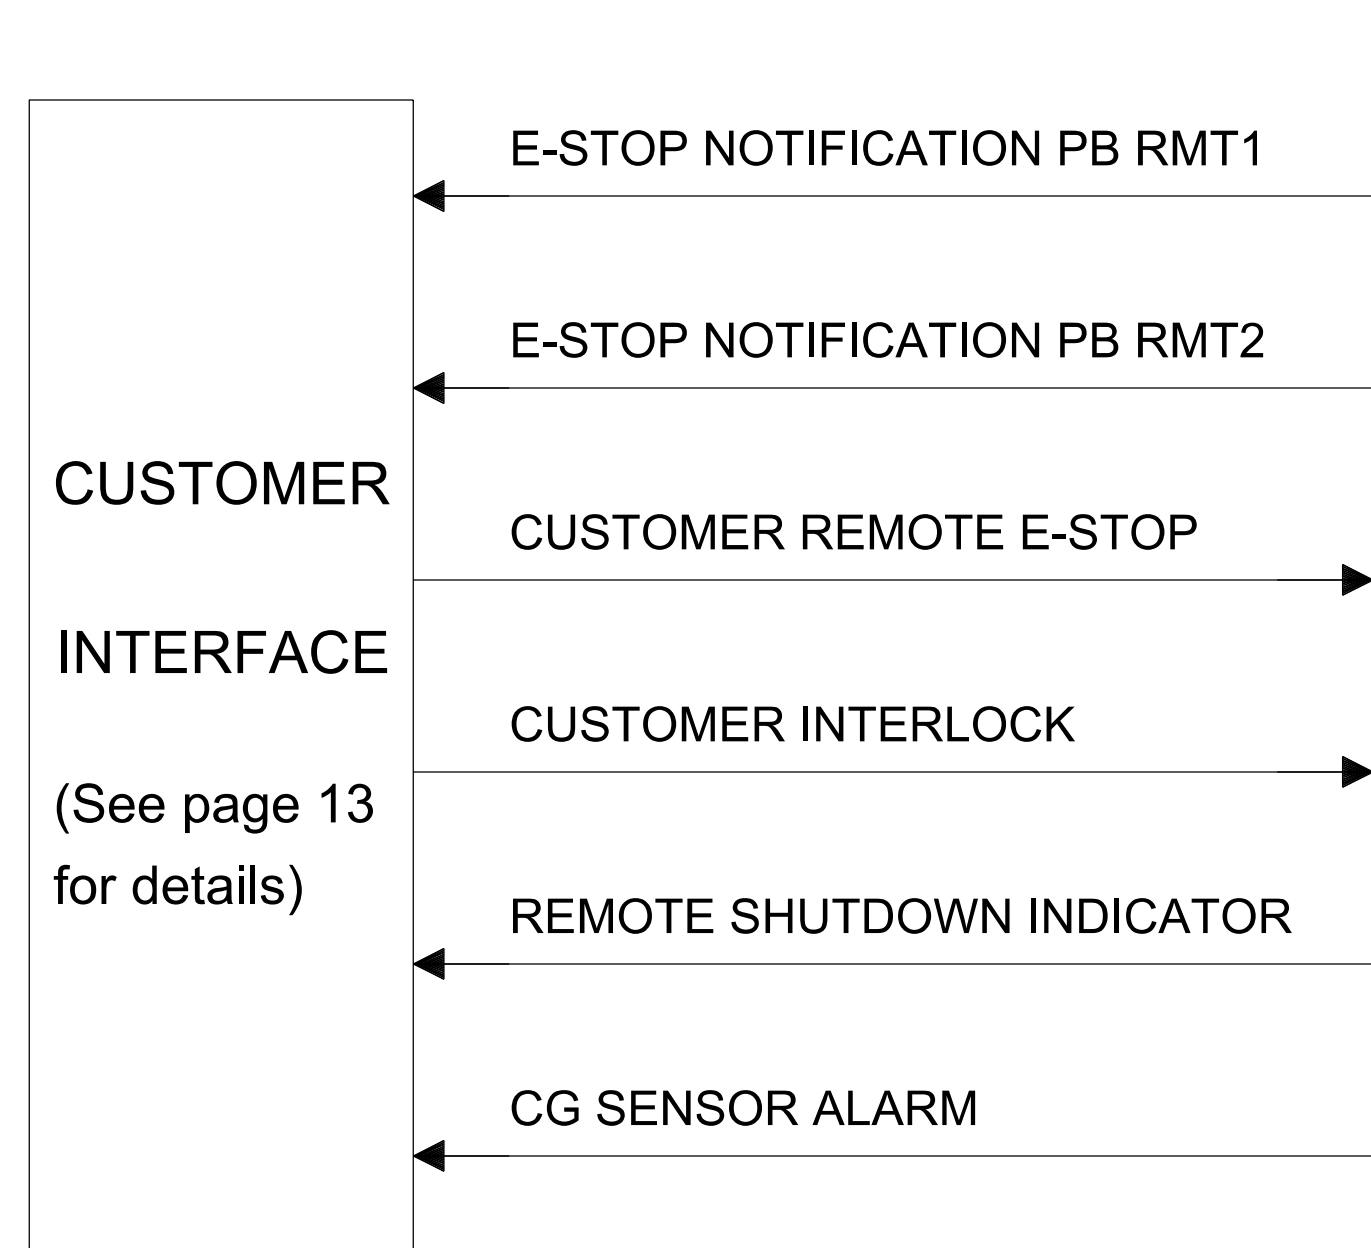 E-STOP NOTIFICATION PB RMT1
E-STOP NOTIFICATION PB RMT2
CUSTOMER
INTERFACE
(See page 13
for details)
CUSTOMER REMOTE E-STOP
CUSTOMER INTERLOCK
REMOTE SHUTDOWN INDICATOR
CG SENSOR ALARM